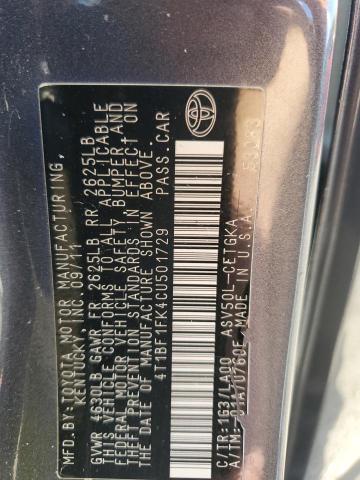 MFD.BY:TOYOTA MOTOR MANUFACTURING,
KENTUCKY, INC. 09/11
GVWR 4630LB GAWR FR 2625LB RR 2625LB
THIS VEHICLE CONFORMS TO ALL APPLICABLE
FEDERAL MOTOR VEHICLE SAFETY, BUMPER, AND
THEFT PREVENTION STANDARDS IN EFFECT ON
THE DATE OF MANUFACTURE SHOWN ABOVE.
4T1BF1FK4CU501729 PASS.CAR
C/TR:1G3/LA00 ASV50L-CETGKA
A/TM:-01A/U760E MADE IN U.S.A.